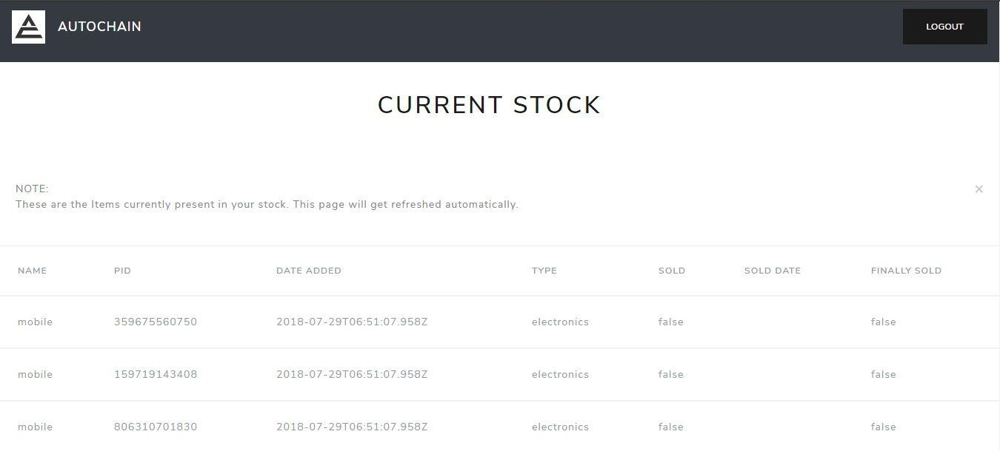 AUTOCHAIN LOGOUT
CURRENT STOCK
NOTE: ×
These are the Items currently present in your stock. This page will get refreshed automatically.
NAME PID DATE ADDED TYPE SOLD SOLD DATE FINALLY SOLD
mobile 359675560750 2018-07-29T06:51:07.958Z electronics false false
mobile 159719143408 2018-07-29T06:51:07.958Z electronics false false
mobile 806310701830 2018-07-29T06:51:07.958Z electronics false false